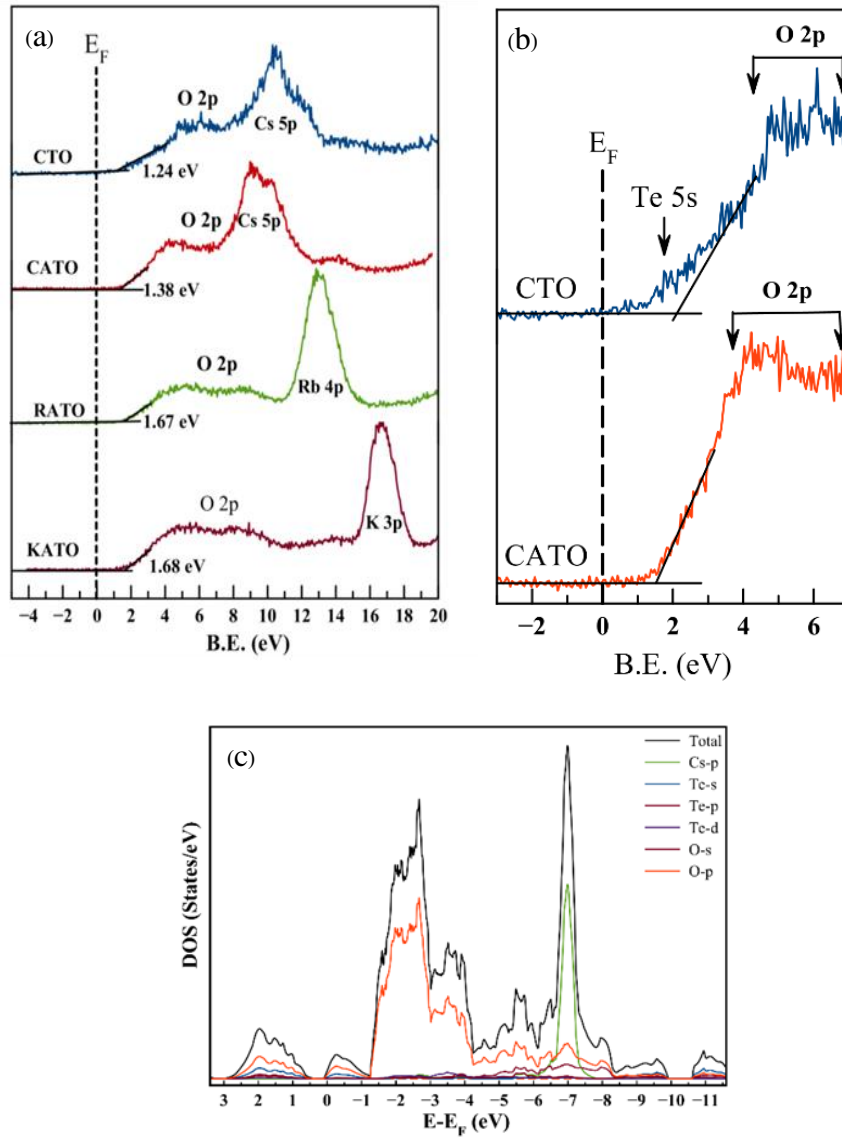 (a)
E_F
O 2p
Cs 5p
CTO
1.24 eV
O 2p
Cs 5p
CATO
1.38 eV
O 2p
Rb 4p
RATO
1.67 eV
O 2p
K 3p
KATO
1.68 eV
−4 −2 0 2 4 6 8 10 12 14 16 18 20
B.E. (eV)
(b)
O 2p
E_F
Te 5s
CTO
O 2p
CATO
−2 0 2 4 6
B.E. (eV)
(c)
Total
Cs-p
Te-s
Te-p
Te-d
O-s
O-p
DOS (States/eV)
3 2 1 0 -1 -2 -3 -4 -5 -6 -7 -8 -9 -10 -11
E-E_F (eV)